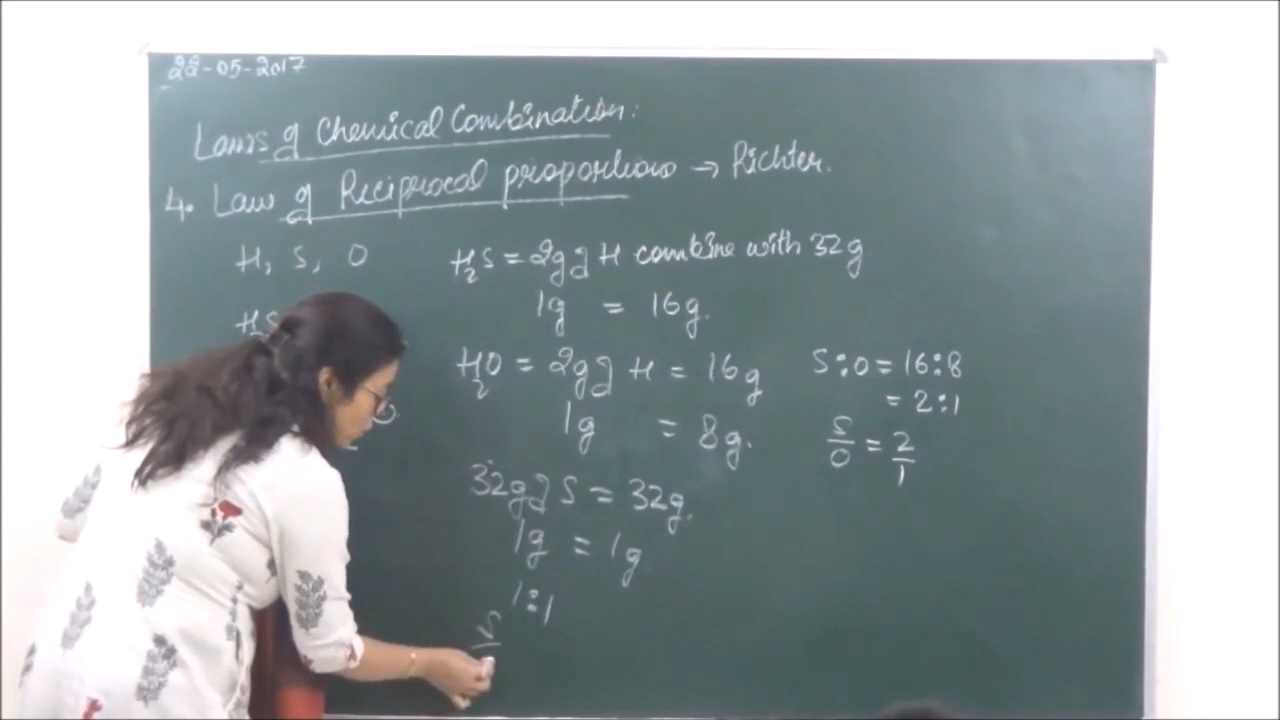 22-05-2017
Laws of Chemical Combination:
4. Law of Reciprocal proportions → Richter.
H, S, O
H₂S = 2g of H combine with 32g
1g = 16g.
H₂S
H₂O = 2g of H = 16g
1g = 8g.
S:O = 16:8
= 2:1
S/O = 2/1
32g of S = 32g.
1g = 1g
1:1
S